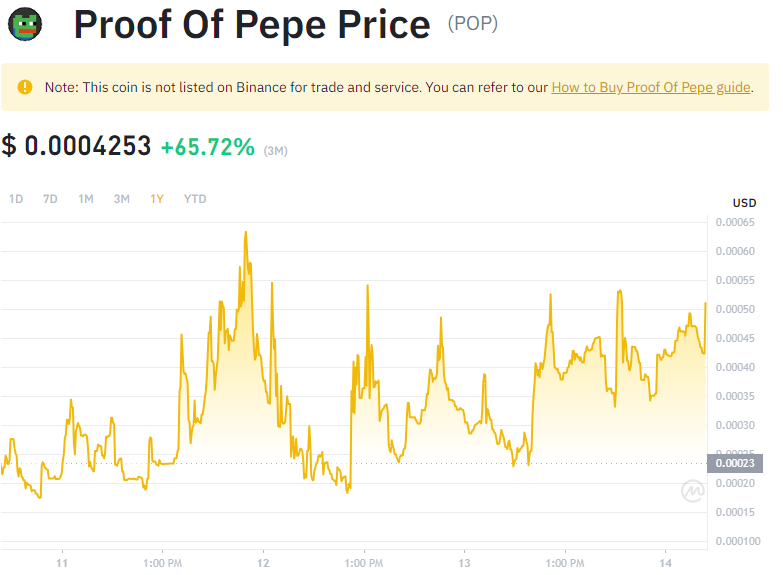 Proof Of Pepe Price (POP)
Note: This coin is not listed on Binance for trade and service. You can refer to our How to Buy Proof Of Pepe guide.
$ 0.0004253 +65.72% (3M)
1D 7D 1M 3M 1Y YTD
USD
0.00065
0.00060
0.00055
0.00050
0.00045
0.00040
0.00035
0.00030
0.00025
0.00023
0.00020
0.00015
0.000100
11 1:00 PM 12 1:00 PM 13 1:00 PM 14